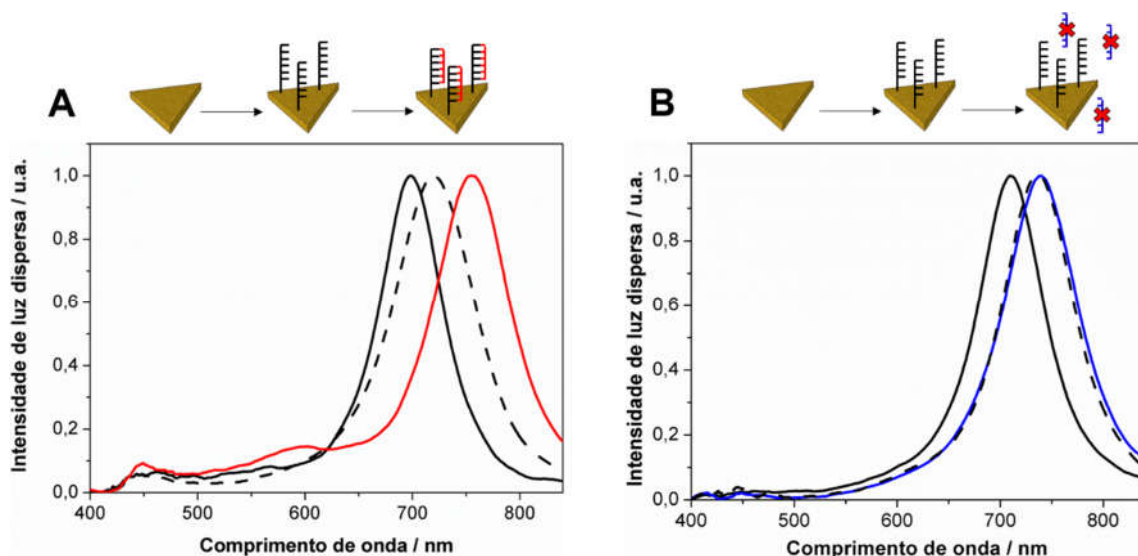 A
B
Intensidade de luz dispersa / u.a.
1,0
0,8
0,6
0,4
0,2
0,0
400 500 600 700 800
Comprimento de onda / nm
Intensidade de luz dispersa / u.a.
1,0
0,8
0,6
0,4
0,2
0,0
400 500 600 700 800
Comprimento de onda / nm